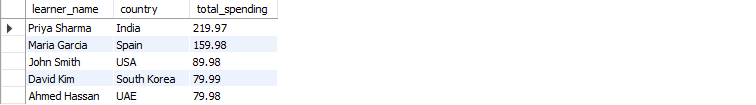 learner_name country total_spending
Priya Sharma India 219.97
Maria Garcia Spain 159.98
John Smith USA 89.98
David Kim South Korea 79.99
Ahmed Hassan UAE 79.98